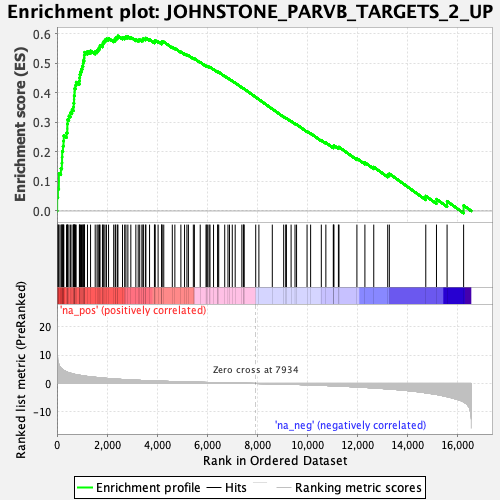 Enrichment plot: JOHNSTONE_PARVB_TARGETS_2_UP
Enrichment score (ES)
0.6
0.5
0.4
0.3
0.2
0.1
0.0
'na_pos' (positively correlated)
Ranked list metric (PreRanked)
20
10
0
-10
Zero cross at 7934
'na_neg' (negatively correlated)
0 2,000 4,000 6,000 8,000 10,000 12,000 14,000 16,000
Rank in Ordered Dataset
Enrichment profile Hits Ranking metric scores